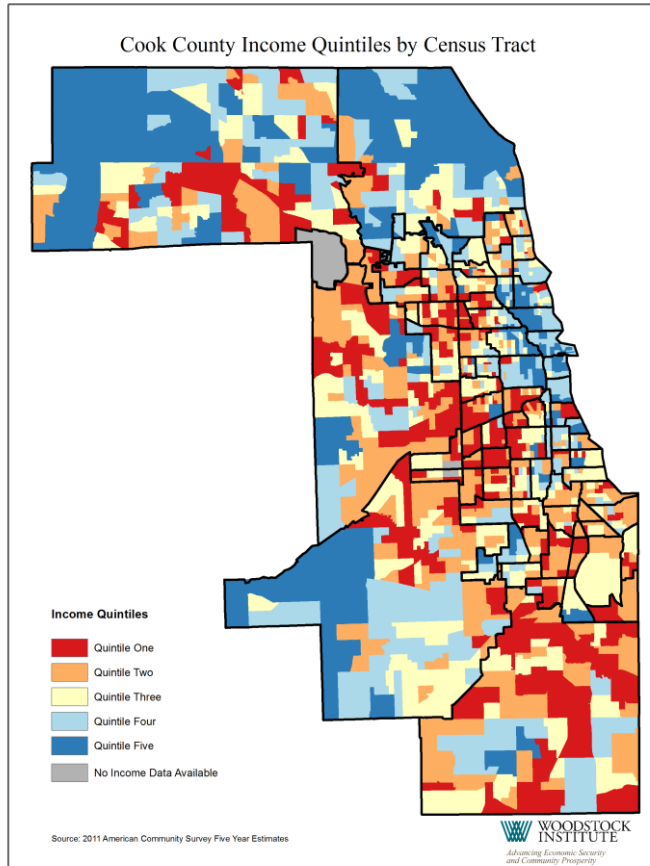 Cook County Income Quintiles by Census Tract
Income Quintiles
Quintile One
Quintile Two
Quintile Three
Quintile Four
Quintile Five
No Income Data Available
Source: 2011 American Community Survey Five Year Estimates
WOODSTOCK
INSTITUTE
Advancing Economic Security
and Community Prosperity